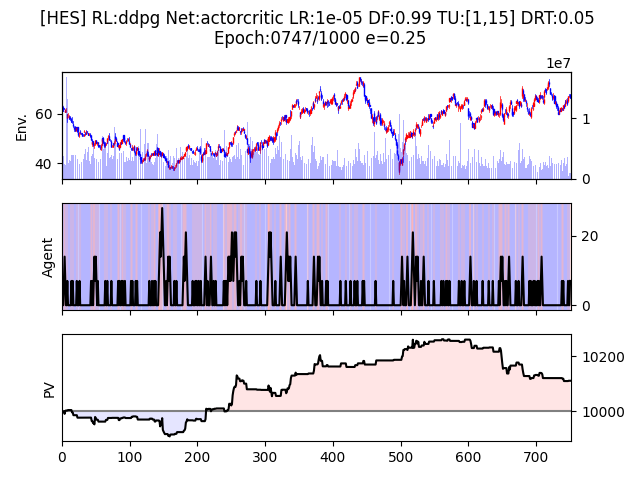 [HES] RL:ddpg Net:actorcritic LR:1e-05 DF:0.99 TU:[1,15] DRT:0.05
Epoch:0747/1000 e=0.25
1e7
Env.
60
40
1
0
Agent
20
0
PV
10200
10000
0 100 200 300 400 500 600 700